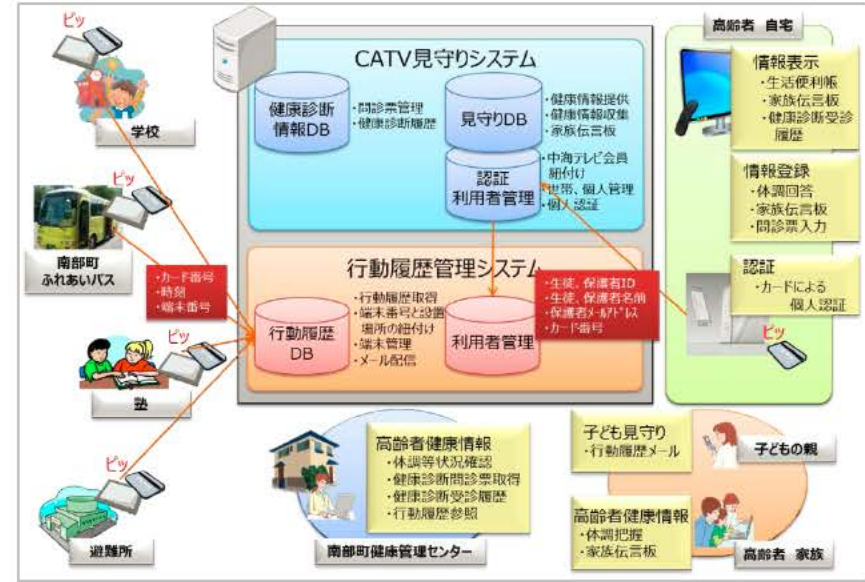 ピッ
学校
ピッ
南部町
ふれあいバス
・カード番号
・時刻
・端末番号
ピッ
塾
ピッ
避難所
CATV見守りシステム
健康診断
情報DB
・問診票管理
・健康診断履歴
見守りDB
・健康情報提供
・健康情報収集
・家族伝言板
認証
利用者管理
・中海テレビ会員
紐付け
・世帯、個人管理
・個人認証
行動履歴管理システム
行動履歴
DB
・行動履歴取得
・端末番号と設置
場所の紐付け
・端末管理
・メール配信
利用者管理
・生徒、保護者ID
・生徒、保護者名前
・保護者メールアドレス
・カード番号
高齢者 自宅
情報表示
・生活便利帳
・家族伝言板
・健康診断受診
履歴
情報登録
・体調回答
・家族伝言板
・問診票入力
認証
・カードによる
個人認証
ピッ
高齢者健康情報
・体調等状況確認
・健康診断問診票取得
・健康診断受診履歴
・行動履歴参照
南部町健康管理センター
子ども見守り
・行動履歴メール
子どもの親
高齢者健康情報
・体調把握
・家族伝言板
高齢者 家族